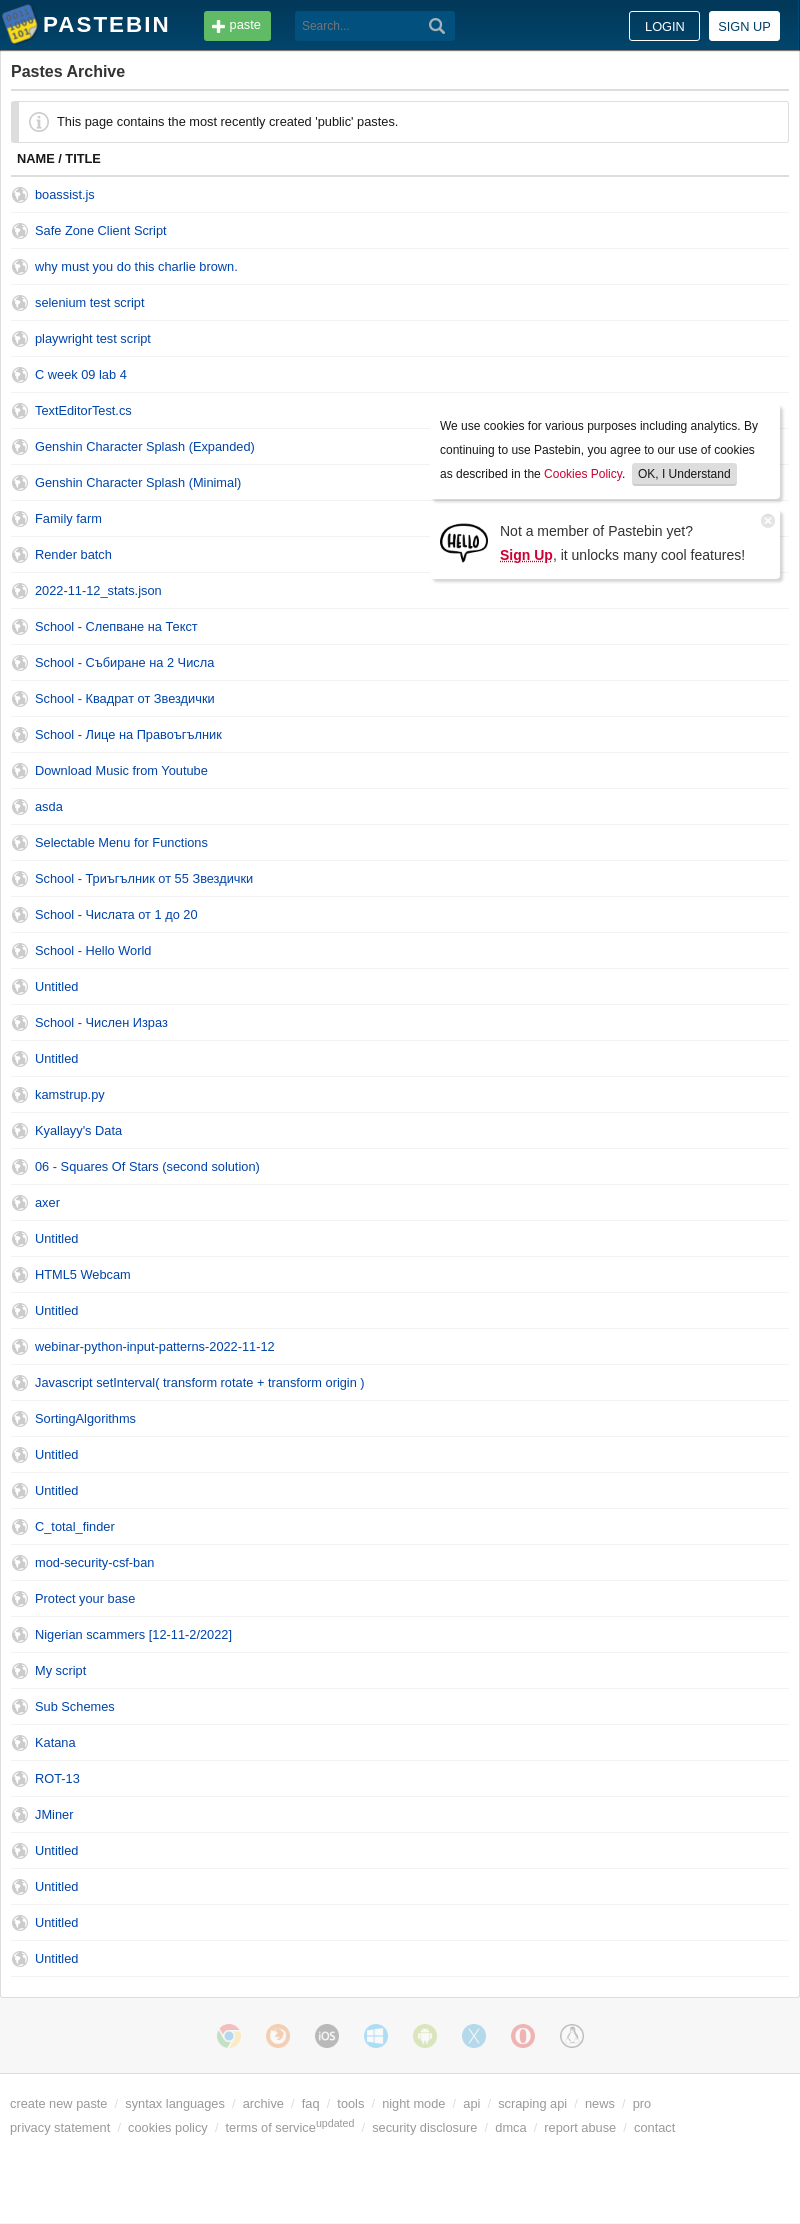 PASTEBIN
paste
Search...
LOGIN
SIGN UP
Pastes Archive
This page contains the most recently created 'public' pastes.
NAME / TITLE
boassist.js
Safe Zone Client Script
why must you do this charlie brown.
selenium test script
playwright test script
C week 09 lab 4
TextEditorTest.cs
Genshin Character Splash (Expanded)
Genshin Character Splash (Minimal)
Family farm
Render batch
2022-11-12_stats.json
School - Слепване на Текст
School - Събиране на 2 Числа
School - Квадрат от Звездички
School - Лице на Правоъгълник
Download Music from Youtube
asda
Selectable Menu for Functions
School - Триъгълник от 55 Звездички
School - Числата от 1 до 20
School - Hello World
Untitled
School - Числен Израз
Untitled
kamstrup.py
Kyallayy's Data
06 - Squares Of Stars (second solution)
axer
Untitled
HTML5 Webcam
Untitled
webinar-python-input-patterns-2022-11-12
Javascript setInterval( transform rotate + transform origin )
SortingAlgorithms
Untitled
Untitled
C_total_finder
mod-security-csf-ban
Protect your base
Nigerian scammers [12-11-2/2022]
My script
Sub Schemes
Katana
ROT-13
JMiner
Untitled
Untitled
Untitled
Untitled
We use cookies for various purposes including analytics. By
continuing to use Pastebin, you agree to our use of cookies
as described in the Cookies Policy. OK, I Understand
HELLO
Not a member of Pastebin yet?
Sign Up, it unlocks many cool features!
iOS
create new paste / syntax languages / archive / faq / tools / night mode / api / scraping api / news / pro
privacy statement / cookies policy / terms of service updated / security disclosure / dmca / report abuse / contact